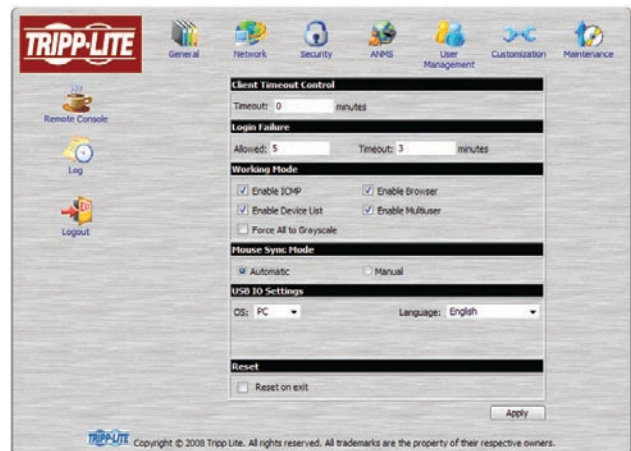 TRIPP·LITE
General
Network
Security
ANMS
User Management
Customization
Maintenance
Remote Console
Log
Logout
Client Timeout Control
Timeout: 0 minutes
Login Failure
Allowed: 5 Timeout: 3 minutes
Working Mode
Enable ICMP Enable Browser
Enable Device List Enable Multiuser
Force All to Grayscale
Mouse Sync Mode
Automatic Manual
USB IO Settings
OS: PC Language: English
Reset
Reset on exit
Apply
TRIPP·LITE Copyright © 2008 Tripp Lite. All rights reserved. All trademarks are the property of their respective owners.